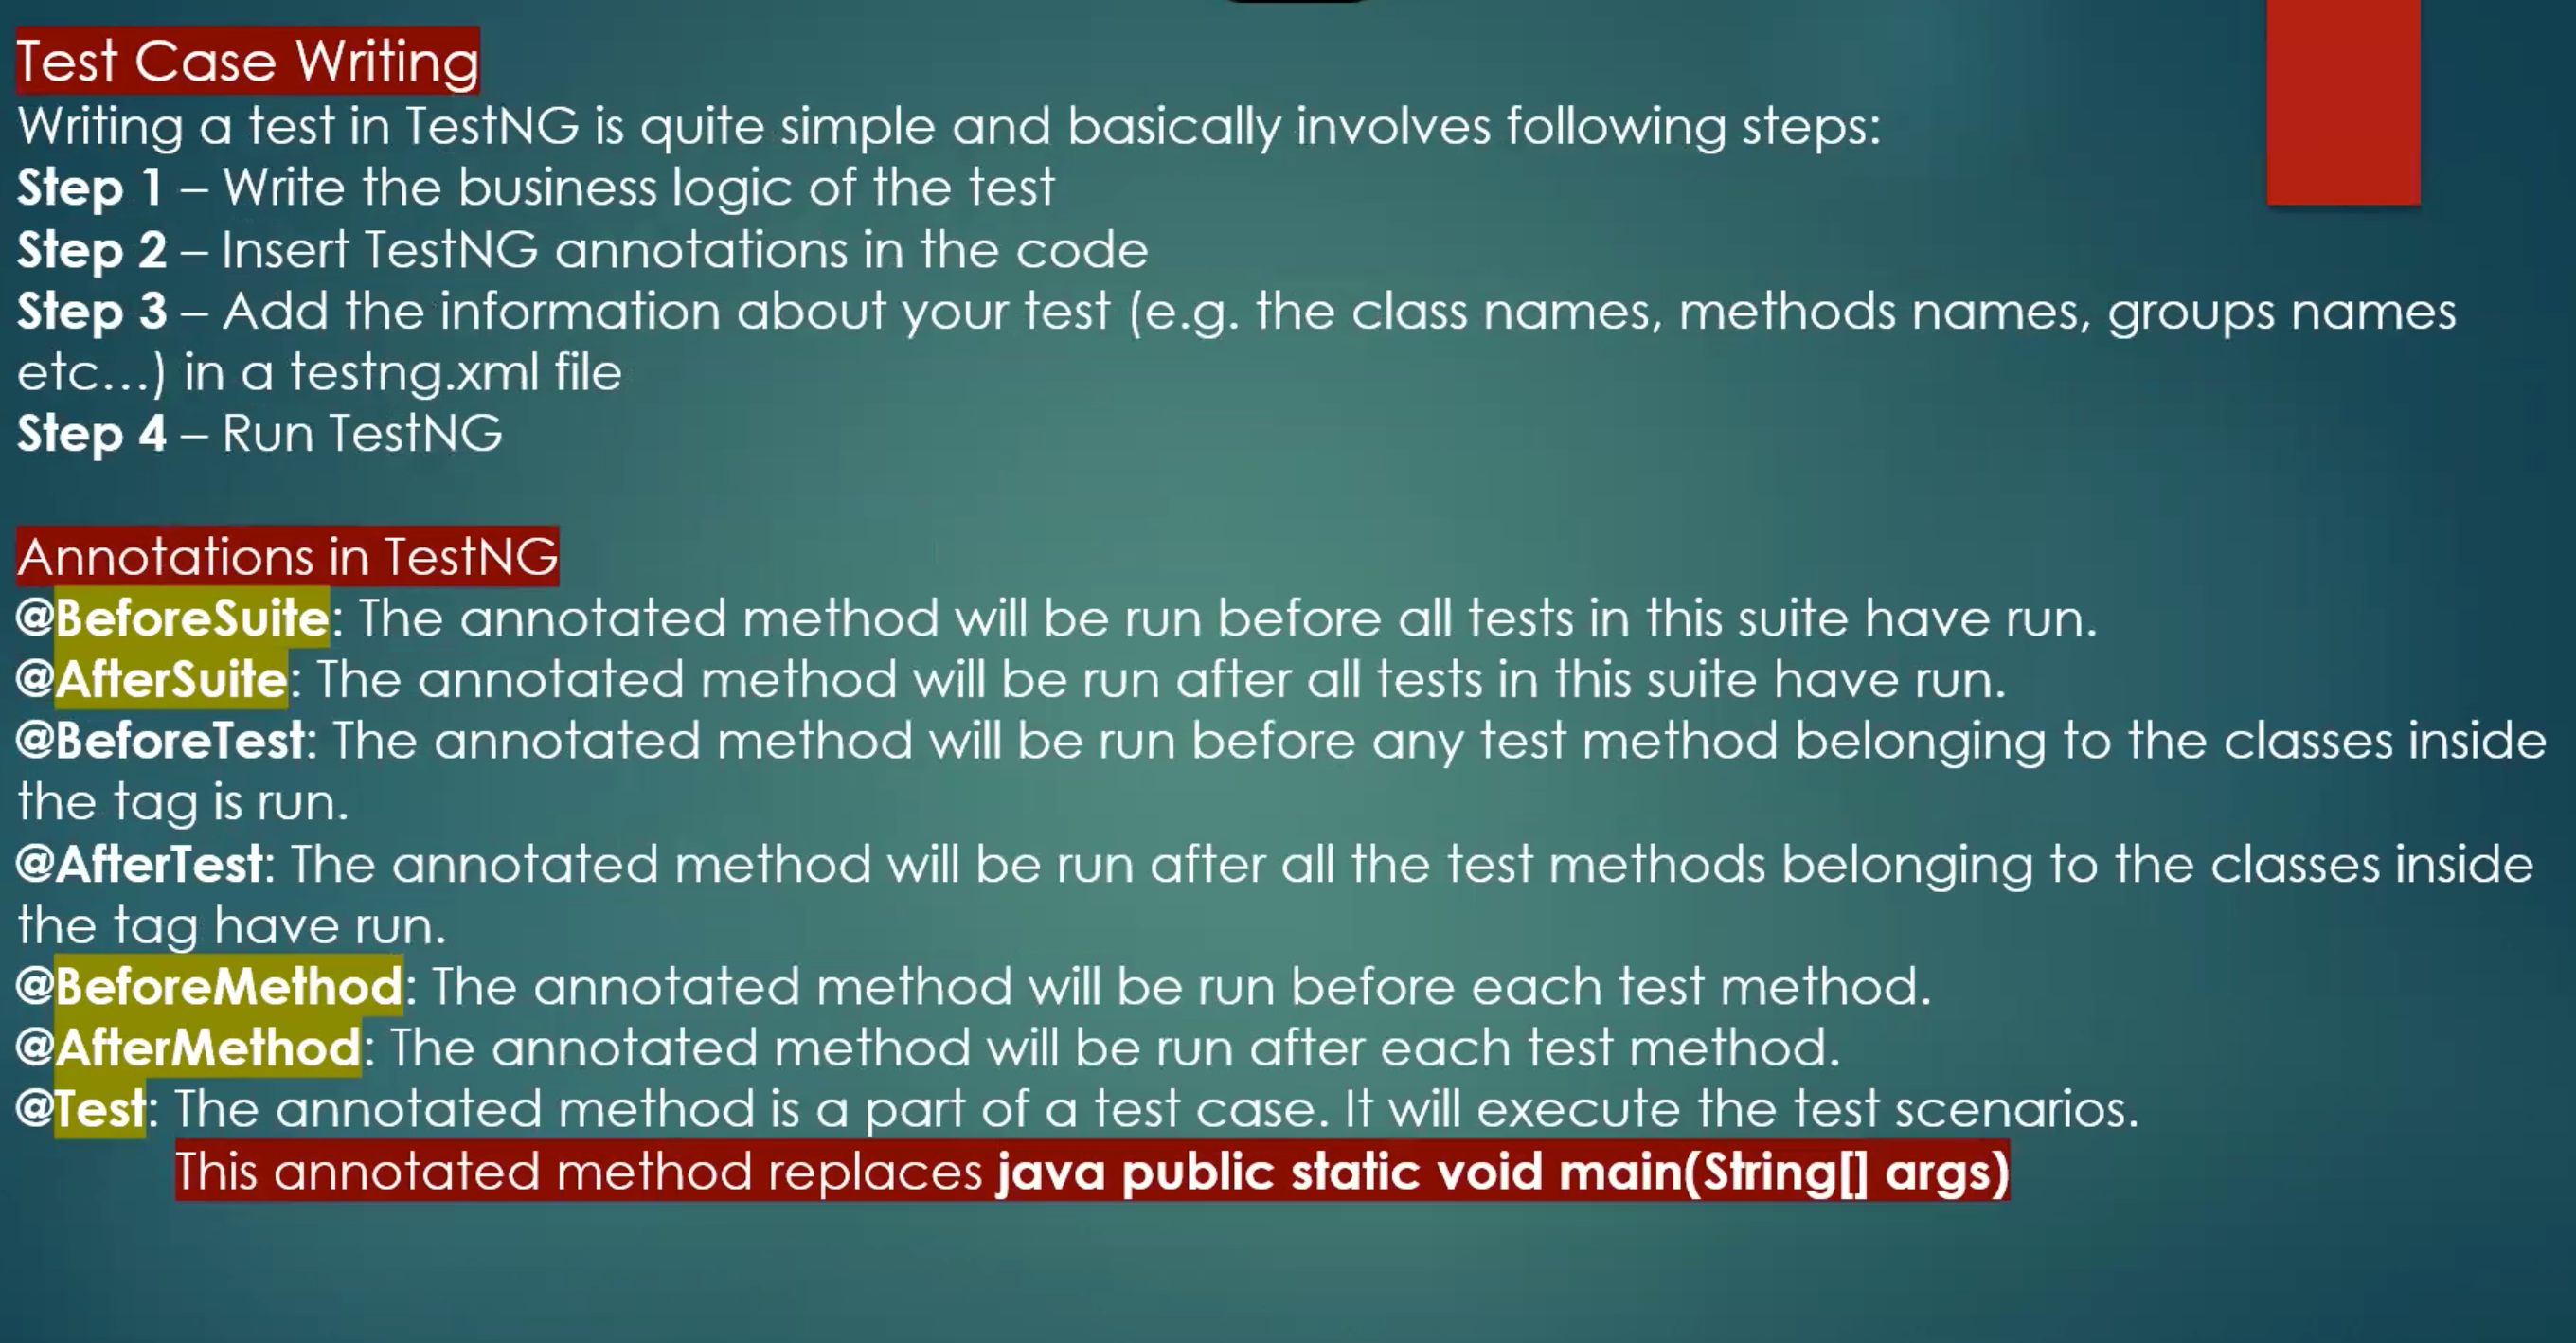 Test Case Writing
Writing a test in TestNG is quite simple and basically involves following steps:
Step 1 – Write the business logic of the test
Step 2 – Insert TestNG annotations in the code
Step 3 – Add the information about your test (e.g. the class names, methods names, groups names
etc...) in a testng.xml file
Step 4 – Run TestNG
Annotations in TestNG
@BeforeSuite: The annotated method will be run before all tests in this suite have run.
@AfterSuite: The annotated method will be run after all tests in this suite have run.
@BeforeTest: The annotated method will be run before any test method belonging to the classes inside
the tag is run.
@AfterTest: The annotated method will be run after all the test methods belonging to the classes inside
the tag have run.
@BeforeMethod: The annotated method will be run before each test method.
@AfterMethod: The annotated method will be run after each test method.
@Test: The annotated method is a part of a test case. It will execute the test scenarios.
This annotated method replaces java public static void main(String[] args)